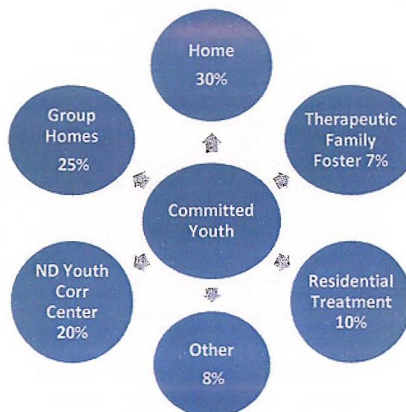 Home
30%
Group
Homes
25%
Therapeutic
Family
Foster 7%
Committed
Youth
ND Youth
Corr
Center
20%
Residential
Treatment
10%
Other
8%